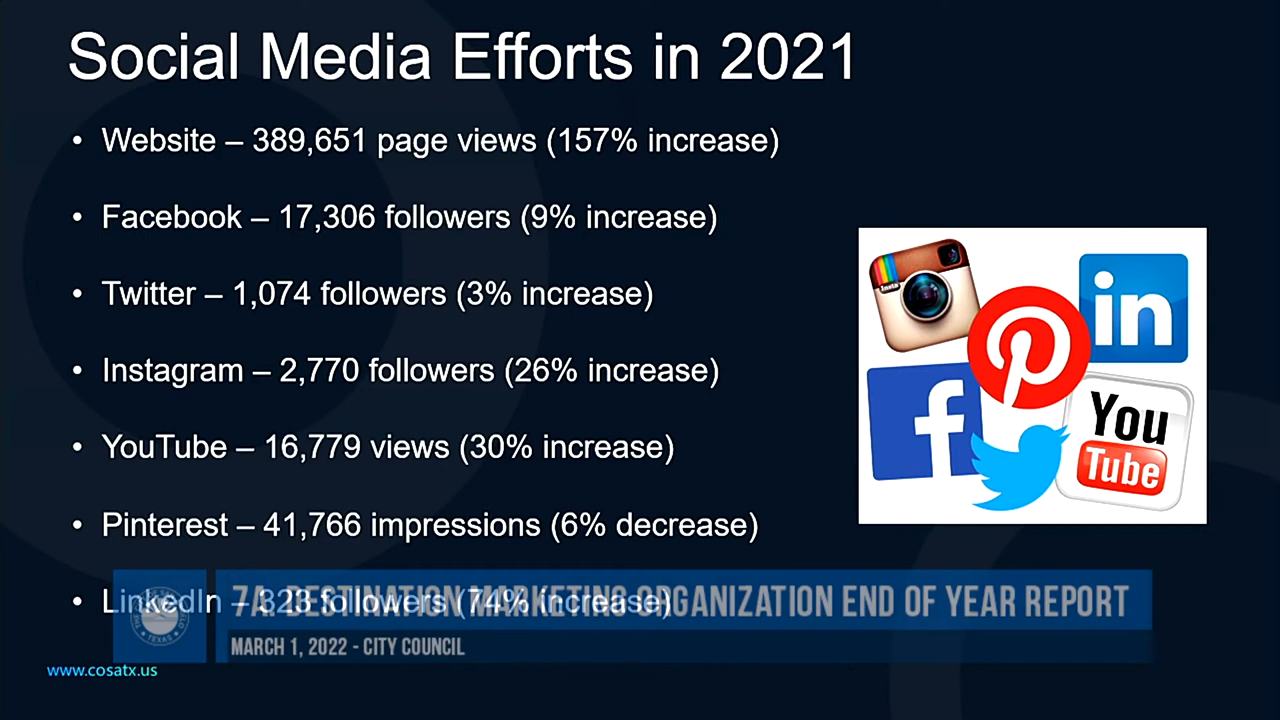 Social Media Efforts in 2021
• Website – 389,651 page views (157% increase)
• Facebook – 17,306 followers (9% increase)
• Twitter – 1,074 followers (3% increase)
• Instagram – 2,770 followers (26% increase)
• YouTube – 16,779 views (30% increase)
• Pinterest – 41,766 impressions (6% decrease)
• LinkedIn – 323 followers (74% increase)
Insta
in
You
Tube
7A. DESTINATION MARKETING ORGANIZATION END OF YEAR REPORT
MARCH 1, 2022 - CITY COUNCIL
TEXAS
www.cosatx.us